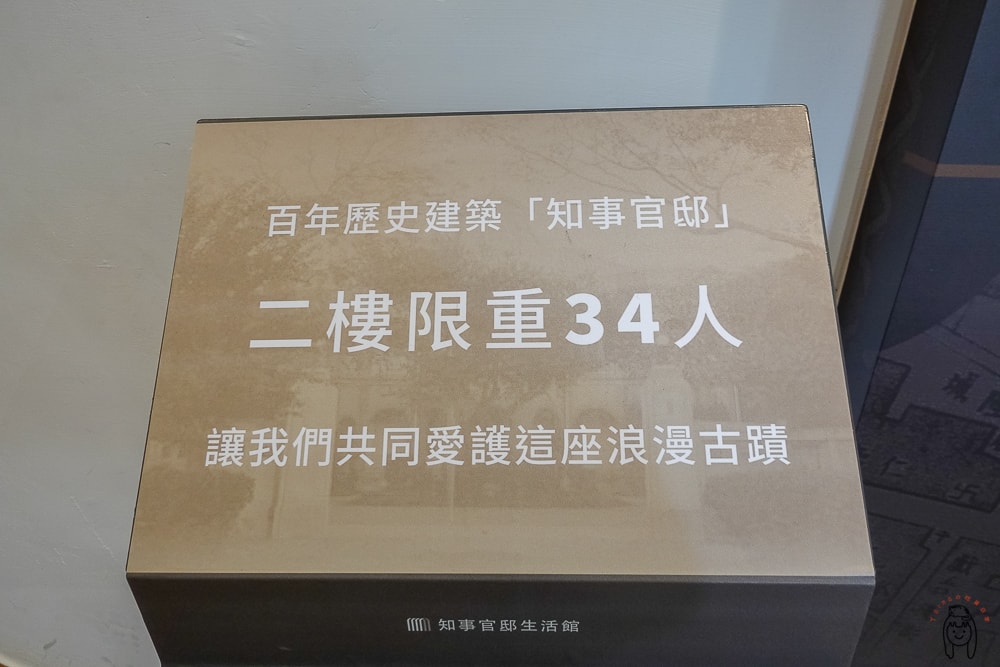 百年歷史建築「知事官邸」
二樓限重34人
讓我們共同愛護這座浪漫古蹟
知事官邸生活館